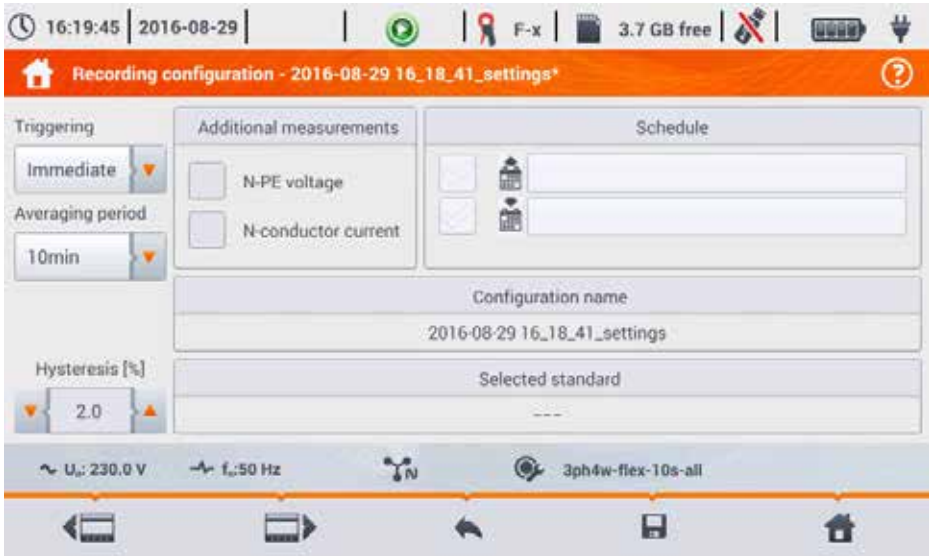 16:19:45 2016-08-29 F-x 3.7 GB free
Recording configuration - 2016-08-29 16_18_41_settings*
?
Triggering
Immediate
Averaging period
10min
Hysteresis [%]
2.0
Additional measurements
N-PE voltage
N-conductor current
Schedule
Configuration name
2016-08-29 16_18_41_settings
Selected standard
---
Uₙ: 230.0 V fₙ:50 Hz N 3ph4w-flex-10s-all